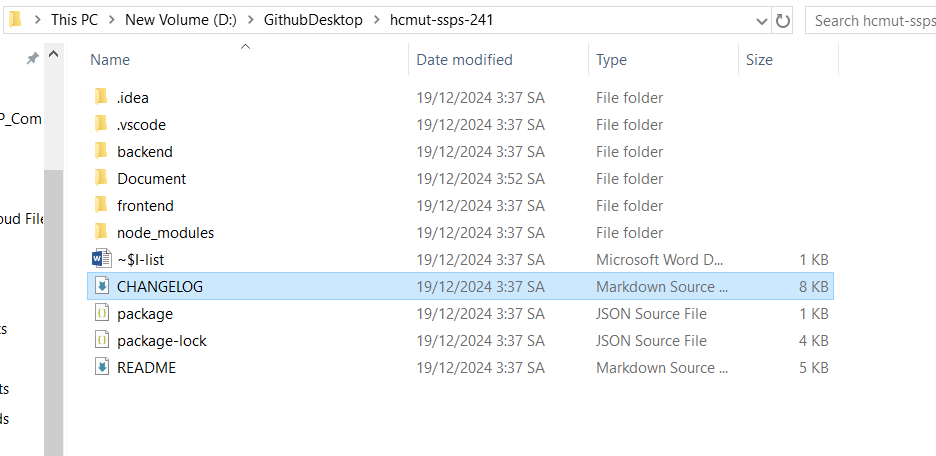 This PC > New Volume (D:) > GithubDesktop > hcmut-ssps-241
Search hcmut-ssps
Name Date modified Type Size
.idea 19/12/2024 3:37 SA File folder
.vscode 19/12/2024 3:37 SA File folder
P_Com
backend 19/12/2024 3:37 SA File folder
Document 19/12/2024 3:52 SA File folder
frontend 19/12/2024 3:37 SA File folder
oud File
node_modules 19/12/2024 3:37 SA File folder
~$I-list 19/12/2024 3:37 SA Microsoft Word D... 1 KB
CHANGELOG 19/12/2024 3:37 SA Markdown Source ... 8 KB
package 19/12/2024 3:37 SA JSON Source File 1 KB
ts
package-lock 19/12/2024 3:37 SA JSON Source File 4 KB
README 19/12/2024 3:37 SA Markdown Source ... 5 KB
ts
ds